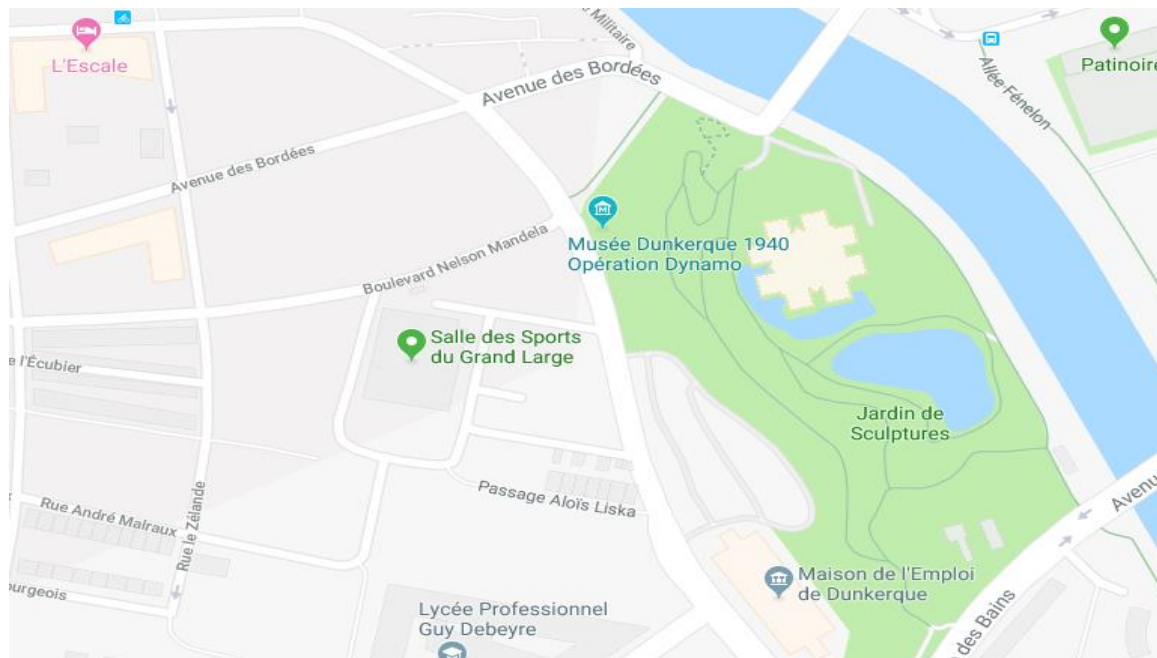 Militaire
L'Escale
Patinoire
Avenue des Bordées
Allée Fénelon
Avenue des Bordées
Musée Dunkerque 1940
Opération Dynamo
Boulevard Nelson Mandela
Salle des Sports
du Grand Large
e l'Écubier
Jardin de
Sculptures
Passage Aloïs Liska
Avenu
Rue André Malraux
Rue le Zélande
Maison de l'Emploi
de Dunkerque
ourgeois
Lycée Professionnel
Guy Debeyre
des Bains